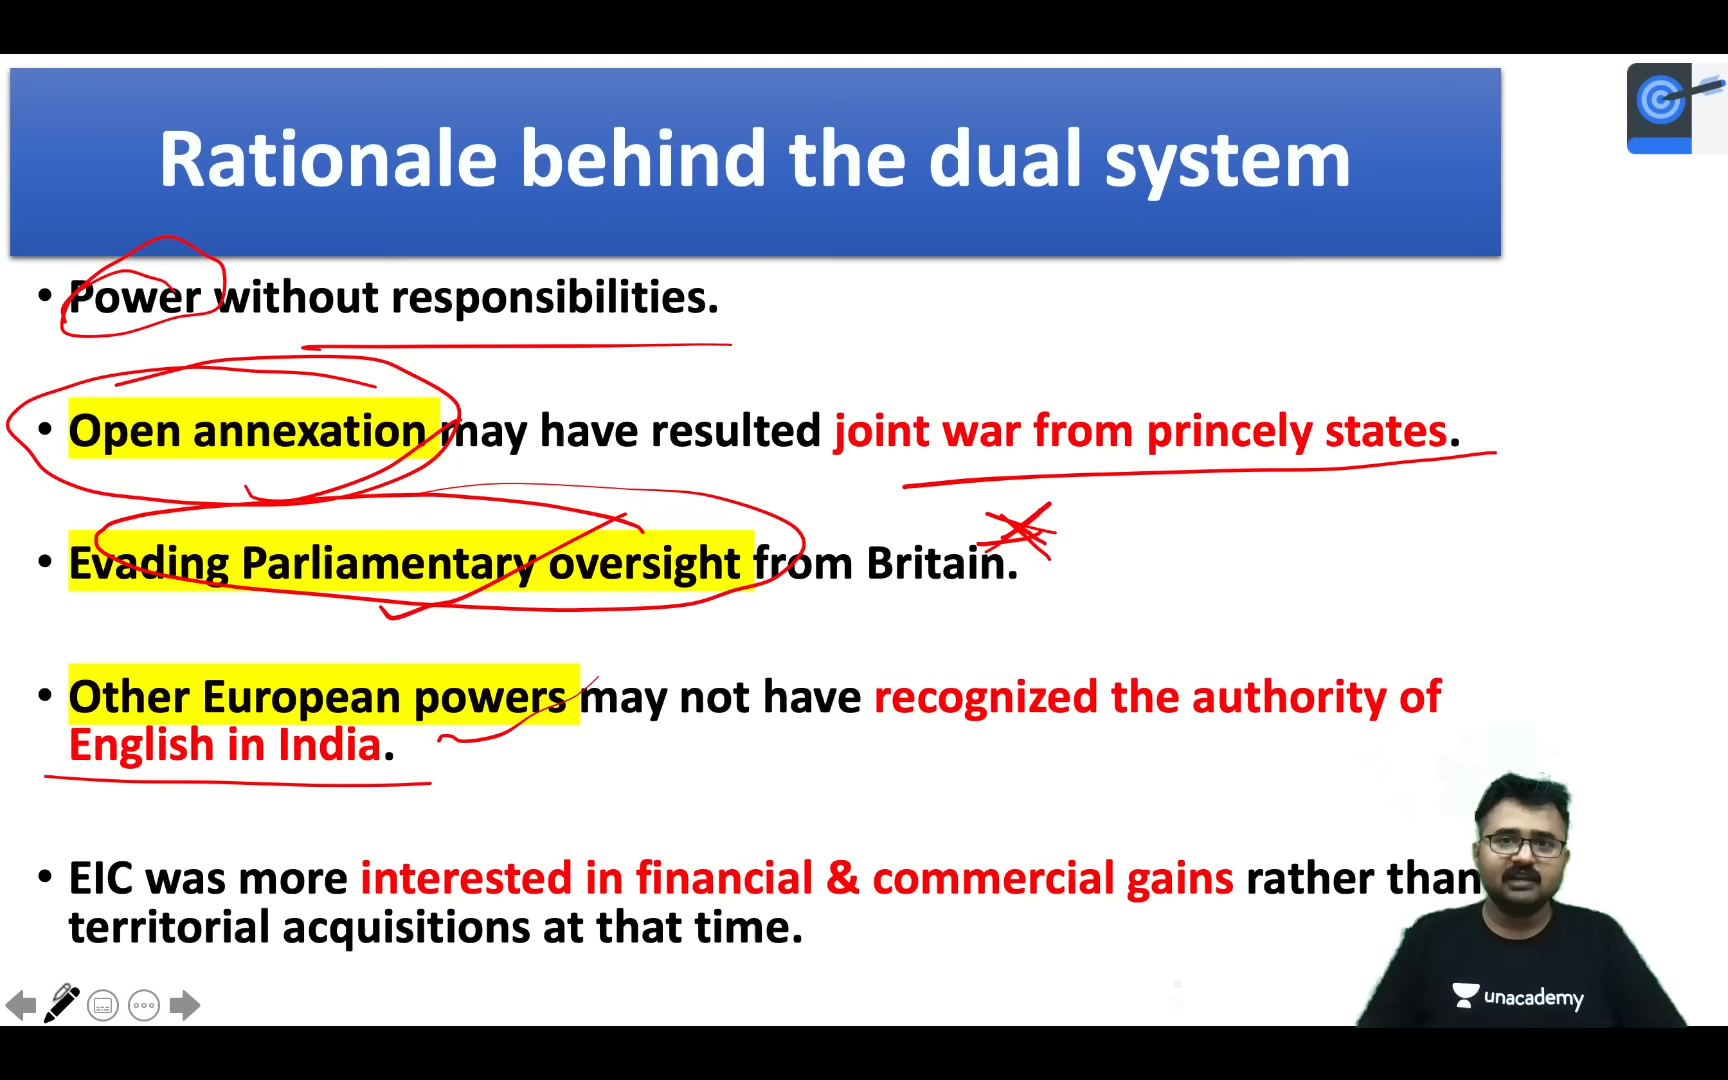 Rationale behind the dual system
• Power without responsibilities.
• Open annexation may have resulted joint war from princely states.
• Evading Parliamentary oversight from Britain.
• Other European powers may not have recognized the authority of
English in India.
• EIC was more interested in financial & commercial gains rather than
territorial acquisitions at that time.
unacademy